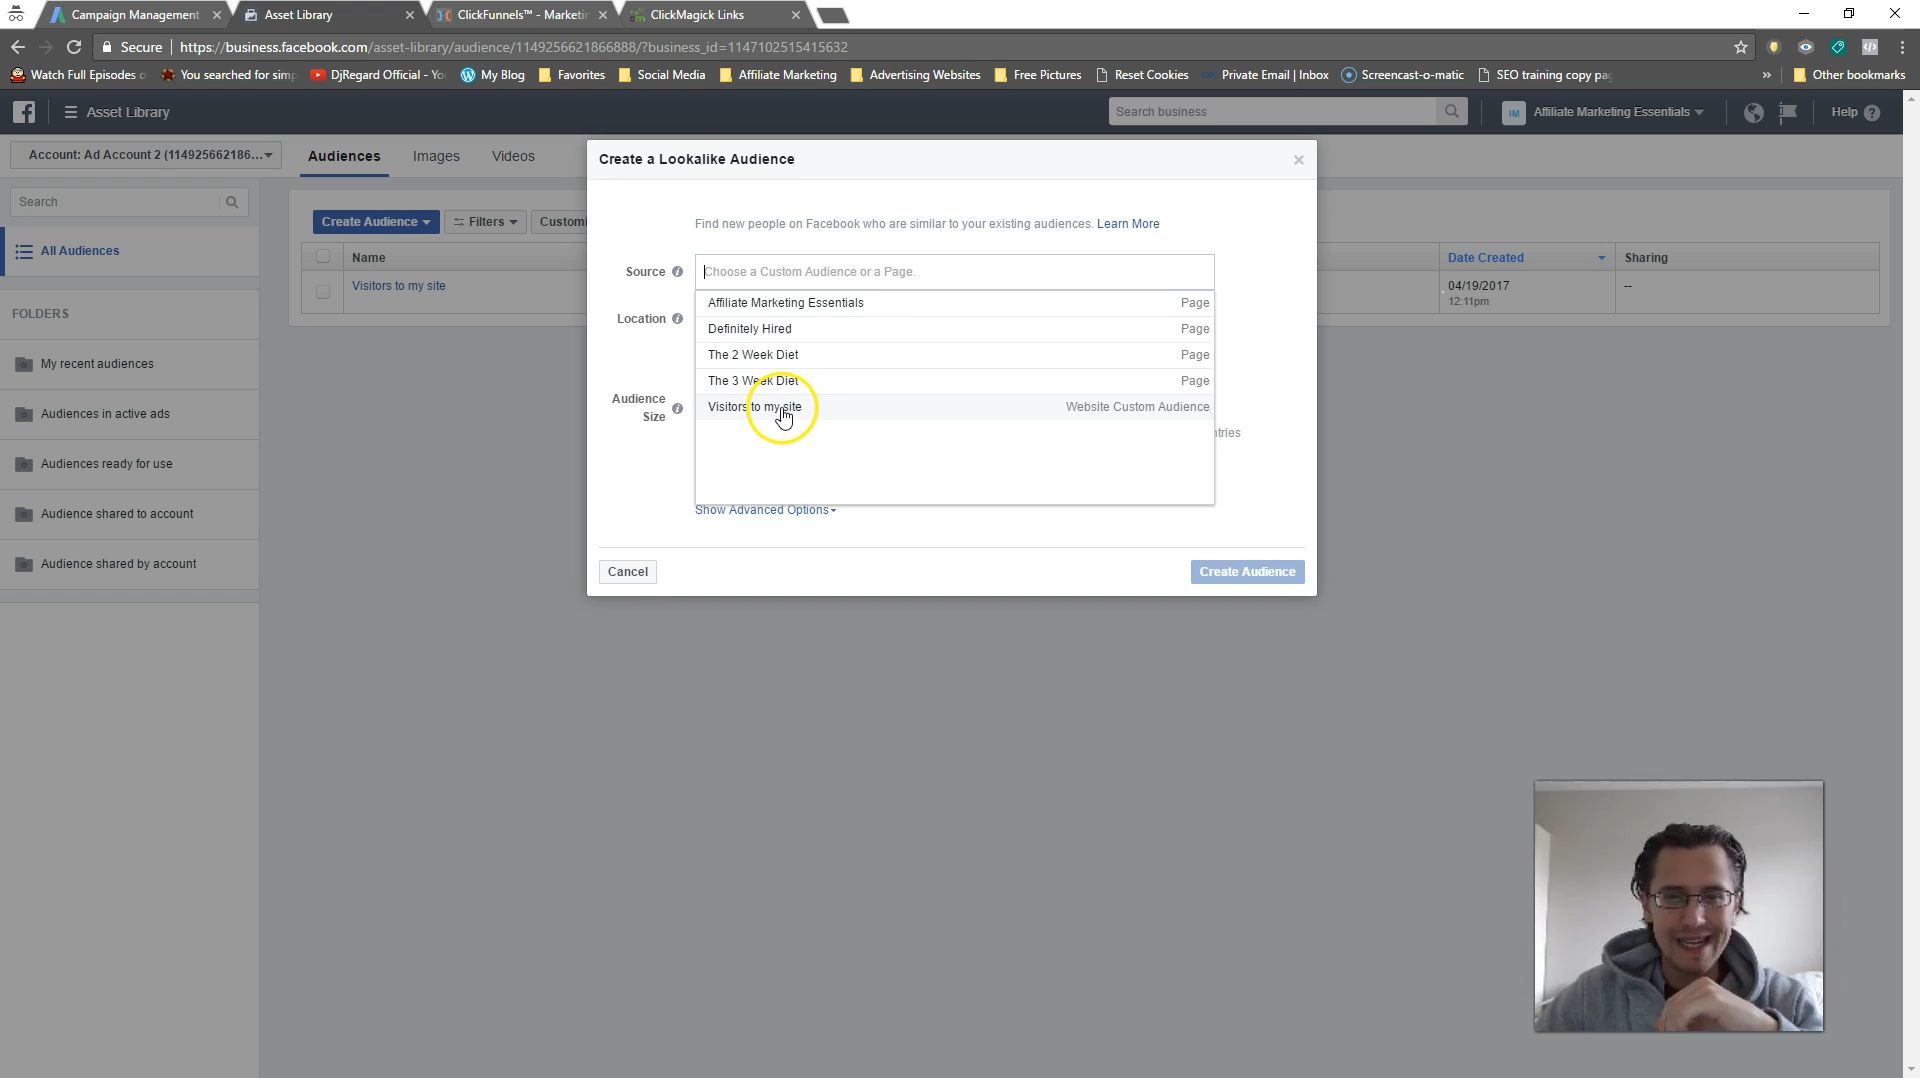 Campaign Management
Asset Library
ClickFunnels™ - Marketin
ClickMagick Links
Secure
https://business.facebook.com/asset-library/audience/1149256621866888/?business_id=1147102515415632
Watch Full Episodes o
You searched for simp
DjRegard Official - Yo
My Blog
Favorites
Social Media
Affiliate Marketing
Advertising Websites
Free Pictures
Reset Cookies
Private Email | Inbox
Screencast-o-matic
SEO training copy pag
»
Other bookmarks
Asset Library
Search business
IM
Affiliate Marketing Essentials
Help
Account: Ad Account 2 (114925662186...
Audiences
Images
Videos
Search
All Audiences
FOLDERS
My recent audiences
Audiences in active ads
Audiences ready for use
Audience shared to account
Audience shared by account
Create Audience
Filters
Customi
Name
Date Created
Sharing
Visitors to my site
04/19/2017
12:11pm
--
Create a Lookalike Audience
Find new people on Facebook who are similar to your existing audiences. Learn More
Source
Choose a Custom Audience or a Page.
Location
Affiliate Marketing Essentials Page
Definitely Hired Page
The 2 Week Diet Page
The 3 Week Diet Page
Visitors to my site Website Custom Audience
Audience
Size
ntries
Show Advanced Options
Cancel
Create Audience